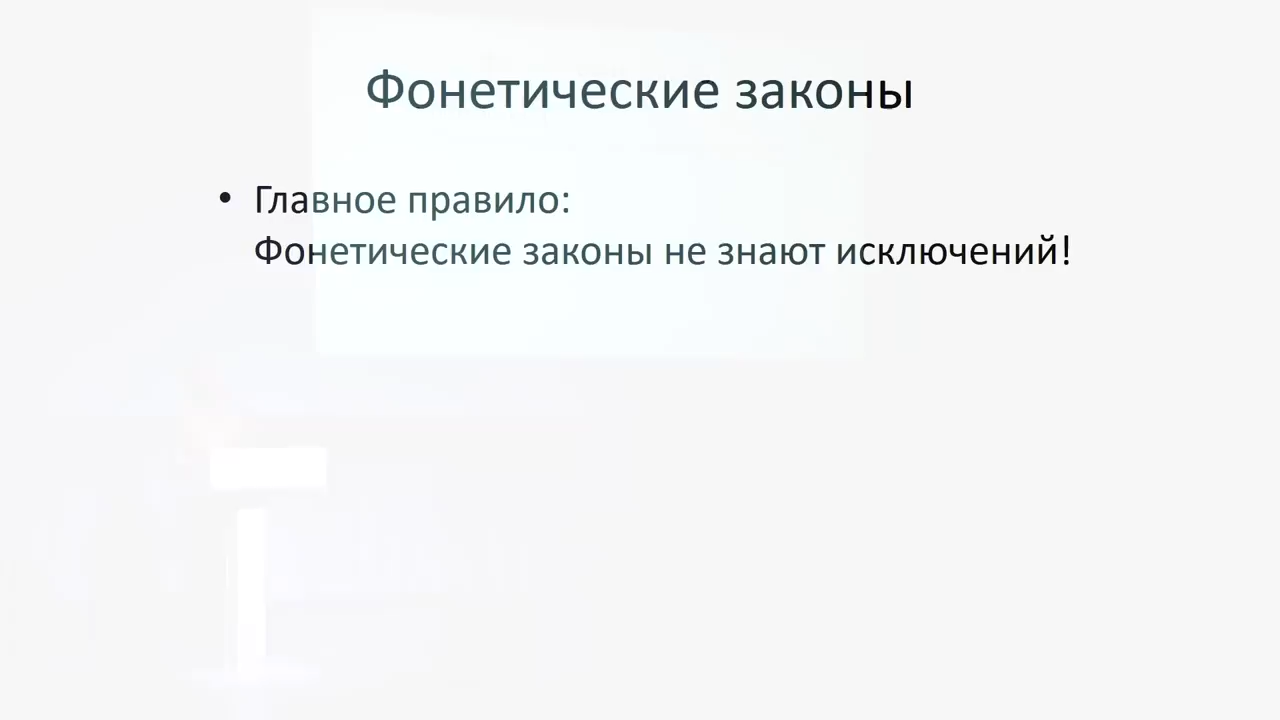 Фонетические законы
• Главное правило:
Фонетические законы не знают исключений!